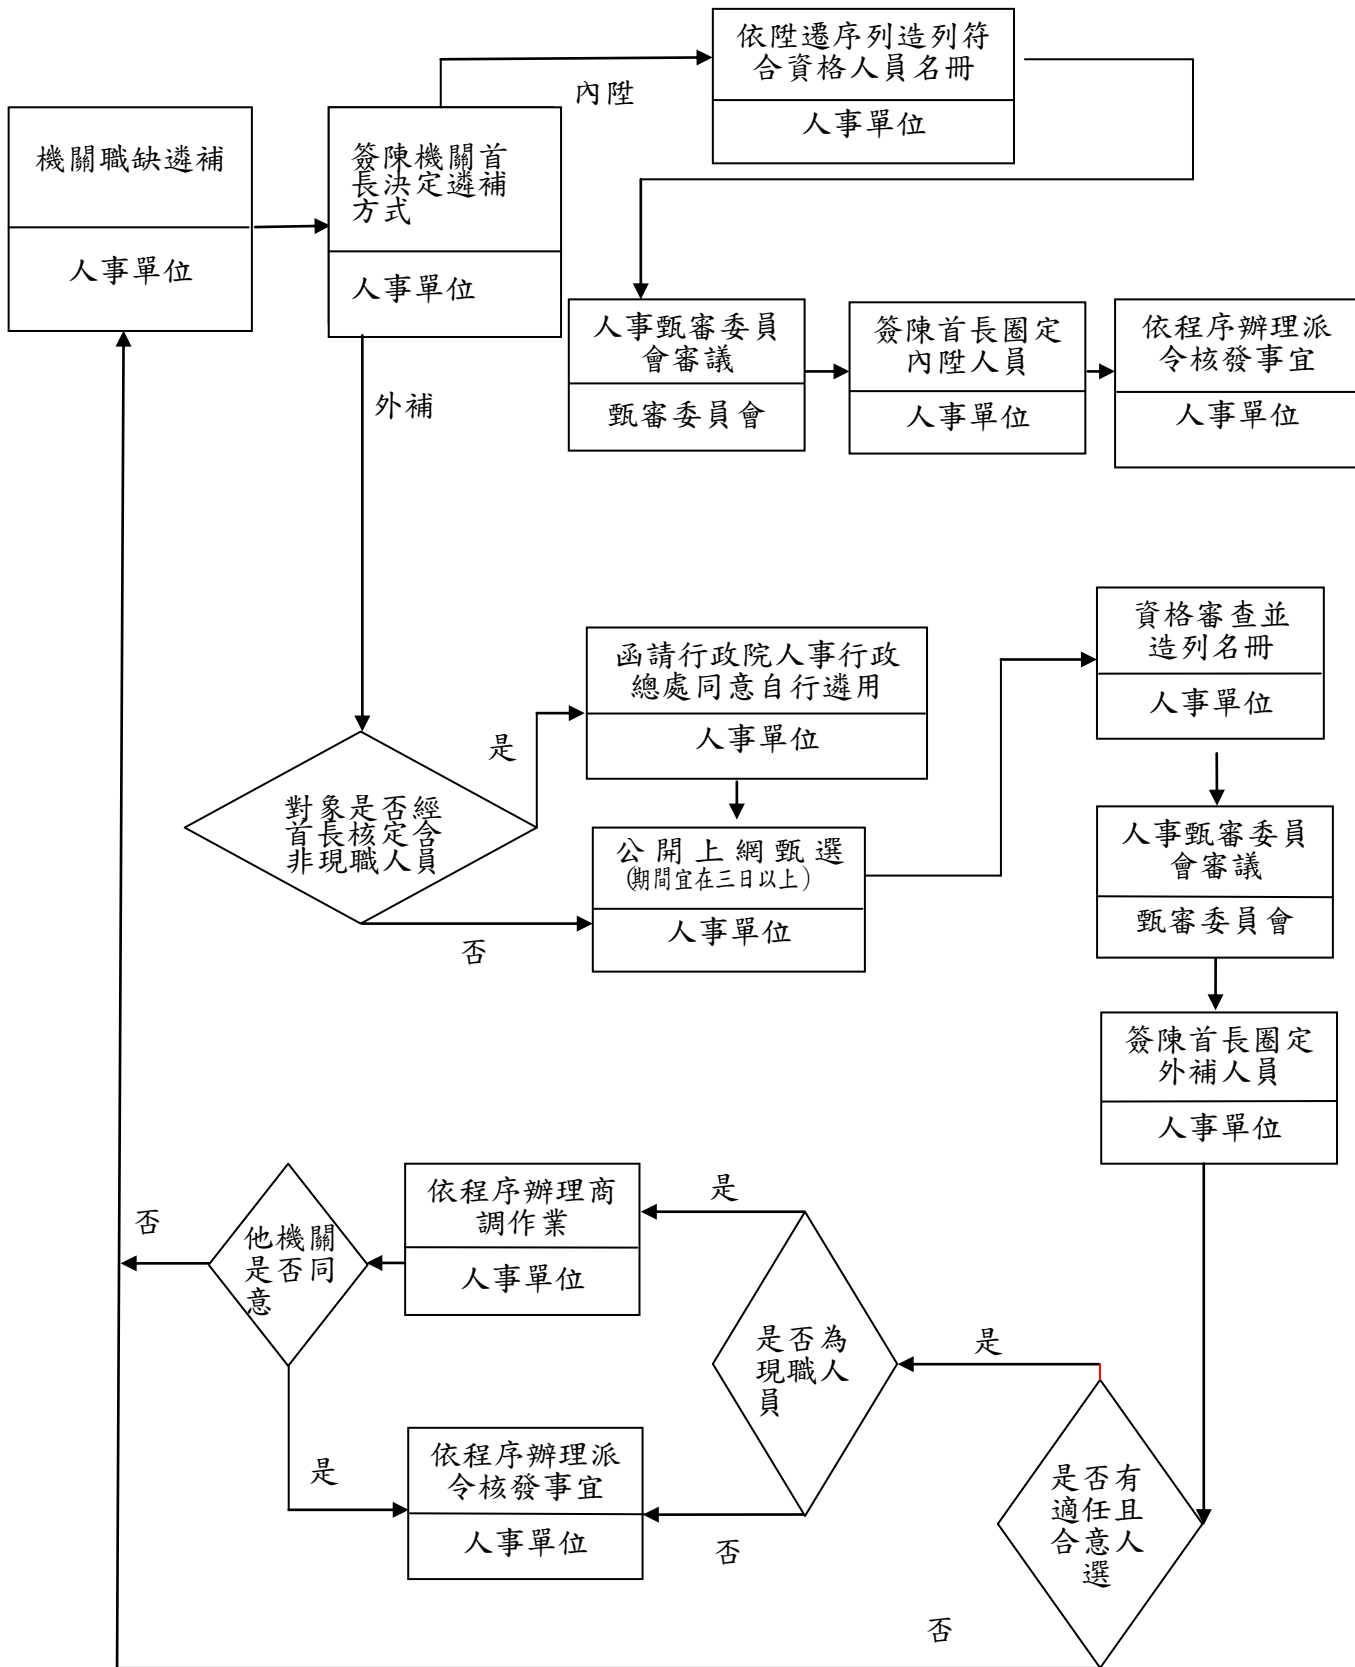 機關職缺遴補
人事單位
簽陳機關首
長決定遴補
方式
人事單位
內陞
依陞遷序列造列符
合資格人員名冊
人事單位
人事甄審委員
會審議
甄審委員會
簽陳首長圈定
內陞人員
人事單位
依程序辦理派
令核發事宜
人事單位
外補
對象是否經
首長核定含
非現職人員
是
函請行政院人事行政
總處同意自行遴用
人事單位
否
公開上網甄選
(期間宜在三日以上)
人事單位
資格審查並
造列名冊
人事單位
人事甄審委員
會審議
甄審委員會
簽陳首長圈定
外補人員
人事單位
是否有
適任且
合意人
選
是
否
是否為
現職人
員
是
否
依程序辦理商
調作業
人事單位
他機關
是否同
意
否
是
依程序辦理派
令核發事宜
人事單位